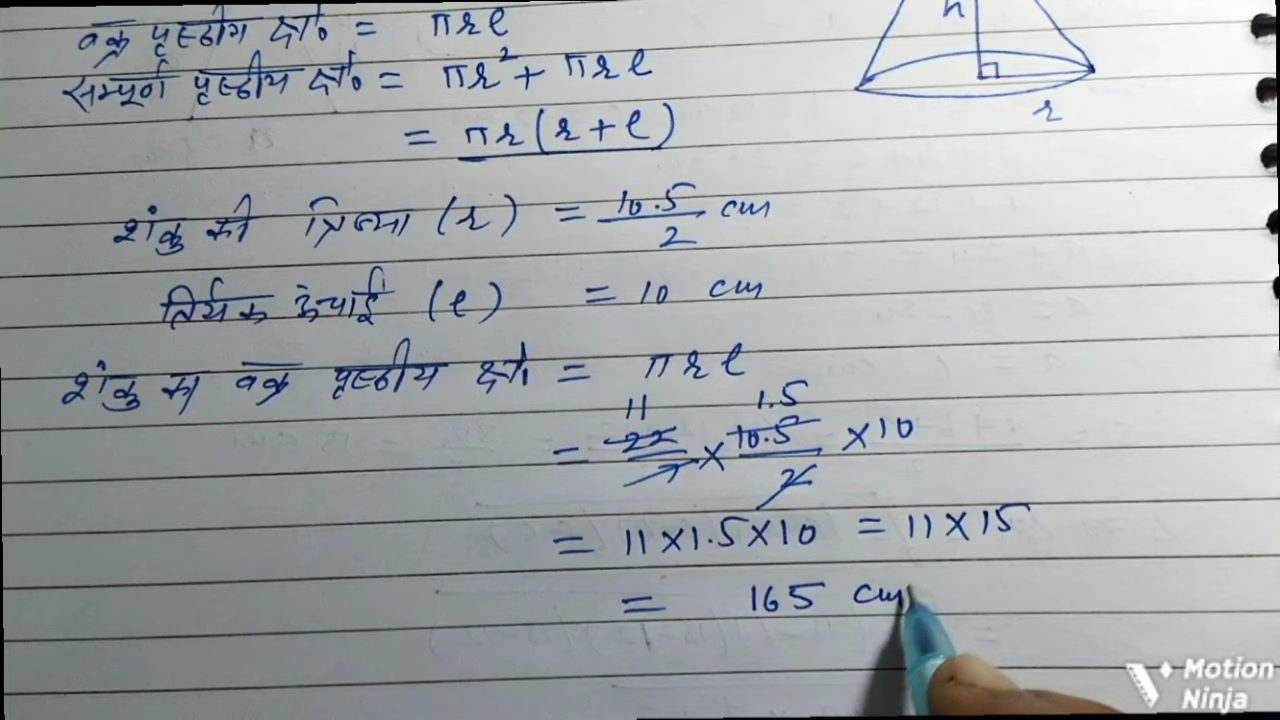 वक्र पृष्ठीय क्षे० = πrl
सम्पूर्ण पृष्ठीय क्षे० = πr² + πrl
= πr(r+l)
h
r
शंकु की त्रिज्या (r) = 10.5/2 cm
तिर्यक ऊंचाई (l) = 10 cm
शंकु का वक्र पृष्ठीय क्षे० = πrl
11 1.5
= 22/7 × 10.5/2 × 10
= 11×1.5×10 = 11×15
= 165 cm
Motion
Ninja